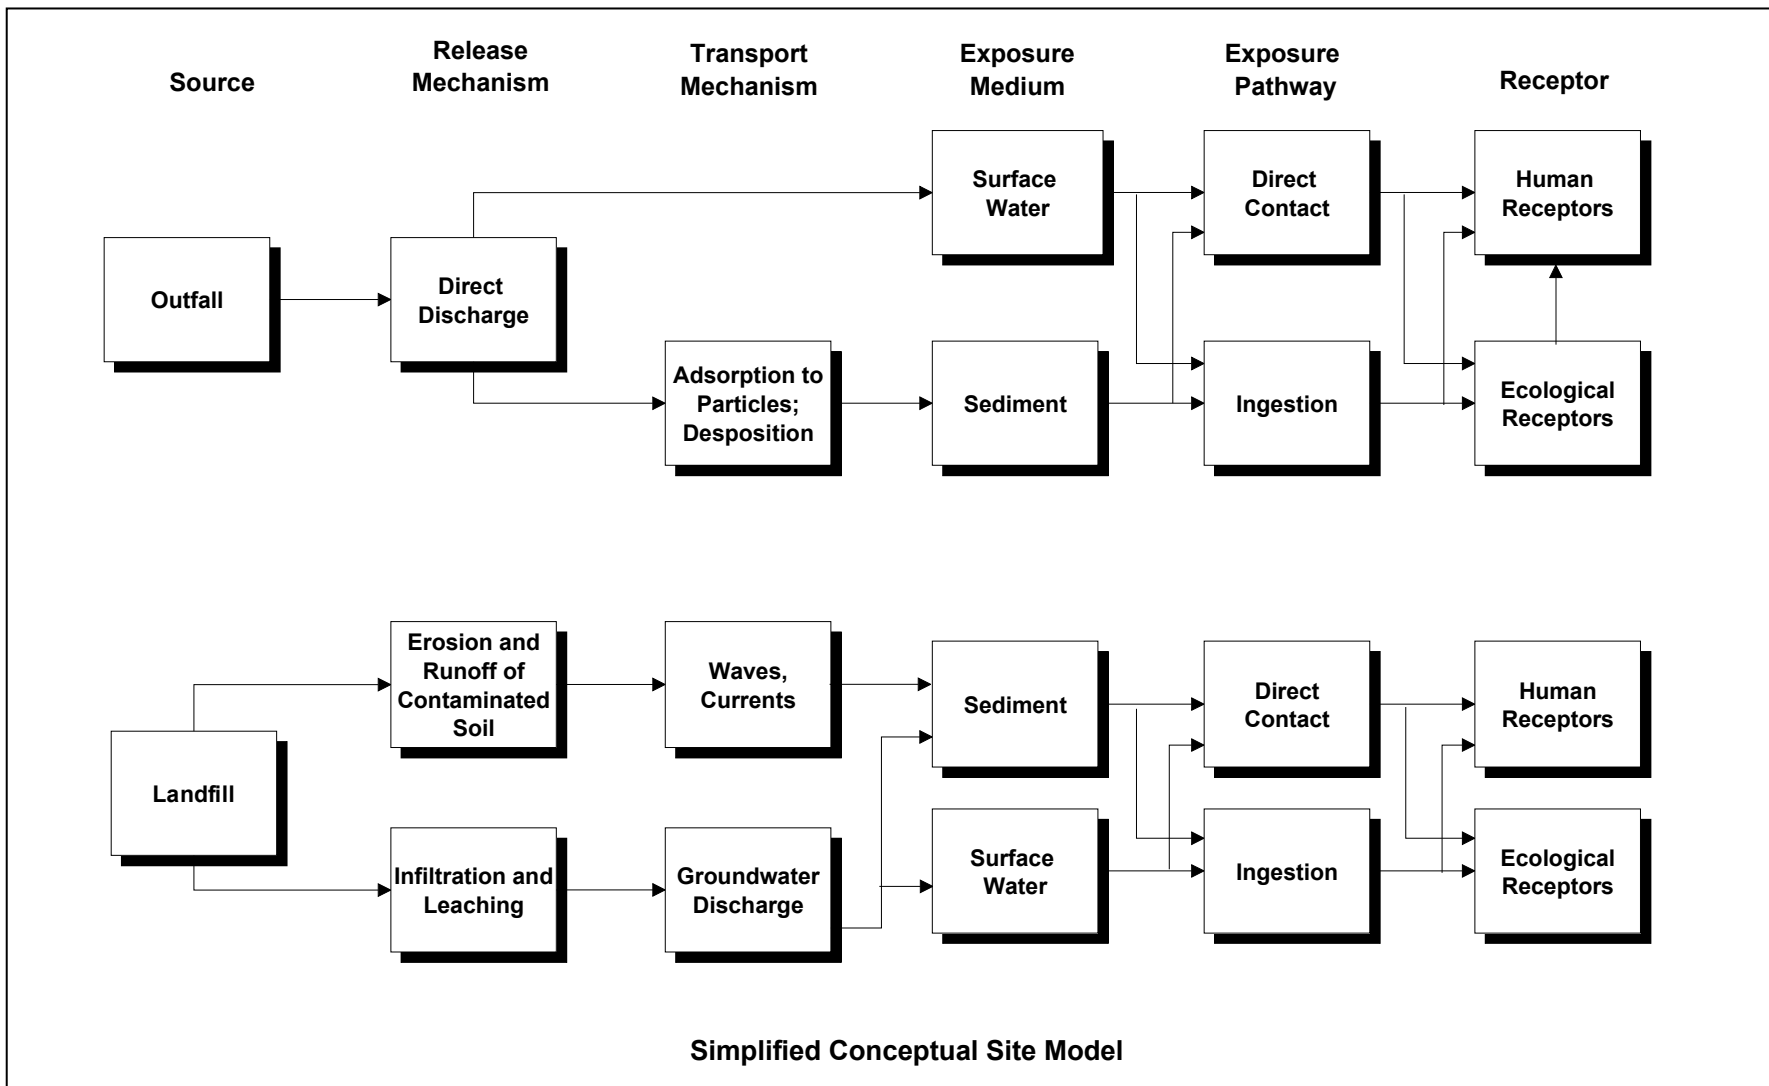 Source
Release
Mechanism
Transport
Mechanism
Exposure
Medium
Exposure
Pathway
Receptor
Outfall
Direct
Discharge
Adsorption to
Particles;
Desposition
Surface
Water
Sediment
Direct
Contact
Ingestion
Human
Receptors
Ecological
Receptors
Landfill
Erosion and
Runoff of
Contaminated
Soil
Infiltration and
Leaching
Waves,
Currents
Groundwater
Discharge
Sediment
Surface
Water
Direct
Contact
Ingestion
Human
Receptors
Ecological
Receptors
Simplified Conceptual Site Model